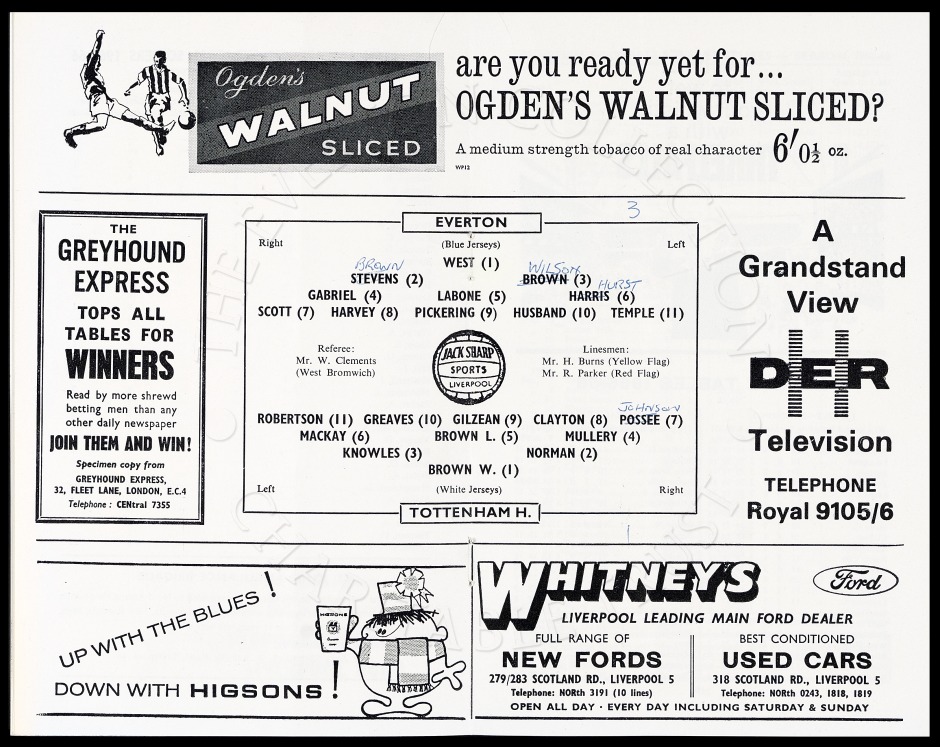 Ogden's
WALNUT
SLICED
are you ready yet for...
OGDEN'S WALNUT SLICED?
A medium strength tobacco of real character 6'0½ oz.
WP12
THE
GREYHOUND
EXPRESS
TOPS ALL
TABLES FOR
WINNERS
Read by more shrewd
betting men than any
other daily newspaper
JOIN THEM AND WIN!
Specimen copy from
GREYHOUND EXPRESS,
32, FLEET LANE, LONDON, E.C.4
Telephone : CENtral 7355
3
EVERTON
Right (Blue Jerseys) Left
WEST (1)
BROWN WILSON
STEVENS (2) BROWN (3)
HURST
GABRIEL (4) LABONE (5) HARRIS (6)
SCOTT (7) HARVEY (8) PICKERING (9) HUSBAND (10) TEMPLE (11)
Referee:
Mr. W. Clements
(West Bromwich)
JACK SHARP
SPORTS
LIVERPOOL
Linesmen:
Mr. H. Burns (Yellow Flag)
Mr. R. Parker (Red Flag)
JOHNSON
ROBERTSON (11) GREAVES (10) GILZEAN (9) CLAYTON (8) POSSEE (7)
MACKAY (6) BROWN L. (5) MULLERY (4)
KNOWLES (3) NORMAN (2)
BROWN W. (1)
Left (White Jerseys) Right
TOTTENHAM H.
1
A
Grandstand
View
DER
Television
TELEPHONE
Royal 9105/6
UP WITH THE BLUES !
DOWN WITH HIGSONS !
HIGSONS
WHITNEYS
Ford
LIVERPOOL LEADING MAIN FORD DEALER
FULL RANGE OF
NEW FORDS
279/283 SCOTLAND RD., LIVERPOOL 5
Telephone: NORth 3191 (10 lines)
BEST CONDITIONED
USED CARS
318 SCOTLAND RD., LIVERPOOL 5
Telephone: NORth 0243, 1818, 1819
OPEN ALL DAY · EVERY DAY INCLUDING SATURDAY & SUNDAY
© THE EVERTON COLLECTION
© CHARITABLE TRUST